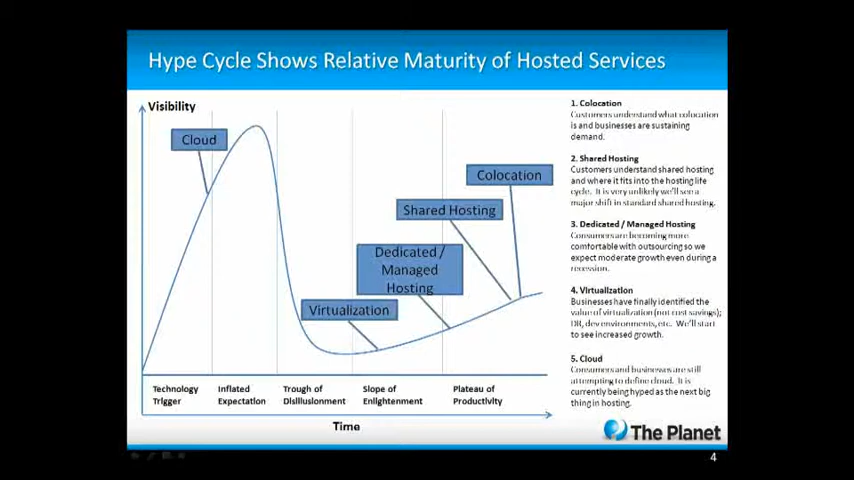 Hype Cycle Shows Relative Maturity of Hosted Services
Visibility
Cloud
Colocation
Shared Hosting
Dedicated /
Managed
Hosting
Virtualization
Technology
Trigger
Inflated
Expectation
Trough of
Disillusionment
Slope of
Enlightenment
Plateau of
Productivity
Time
1. Colocation
Customers understand what colocation
is and businesses are sustaining
demand.
2. Shared Hosting
Customers understand shared hosting
and where it fits into the hosting life
cycle. It is very unlikely we'll see a
major shift in standard shared hosting.
3. Dedicated / Managed Hosting
Consumers are becoming more
comfortable with outsourcing so we
expect moderate growth even during a
recession.
4. Virtualization
Businesses have finally identified the
value of virtualization (not cost savings);
DR, dev environments, etc. We'll start
to see increased growth.
5. Cloud
Consumers and businesses are still
attempting to define cloud. It is
currently being hyped as the next big
thing in hosting.
The Planet
4